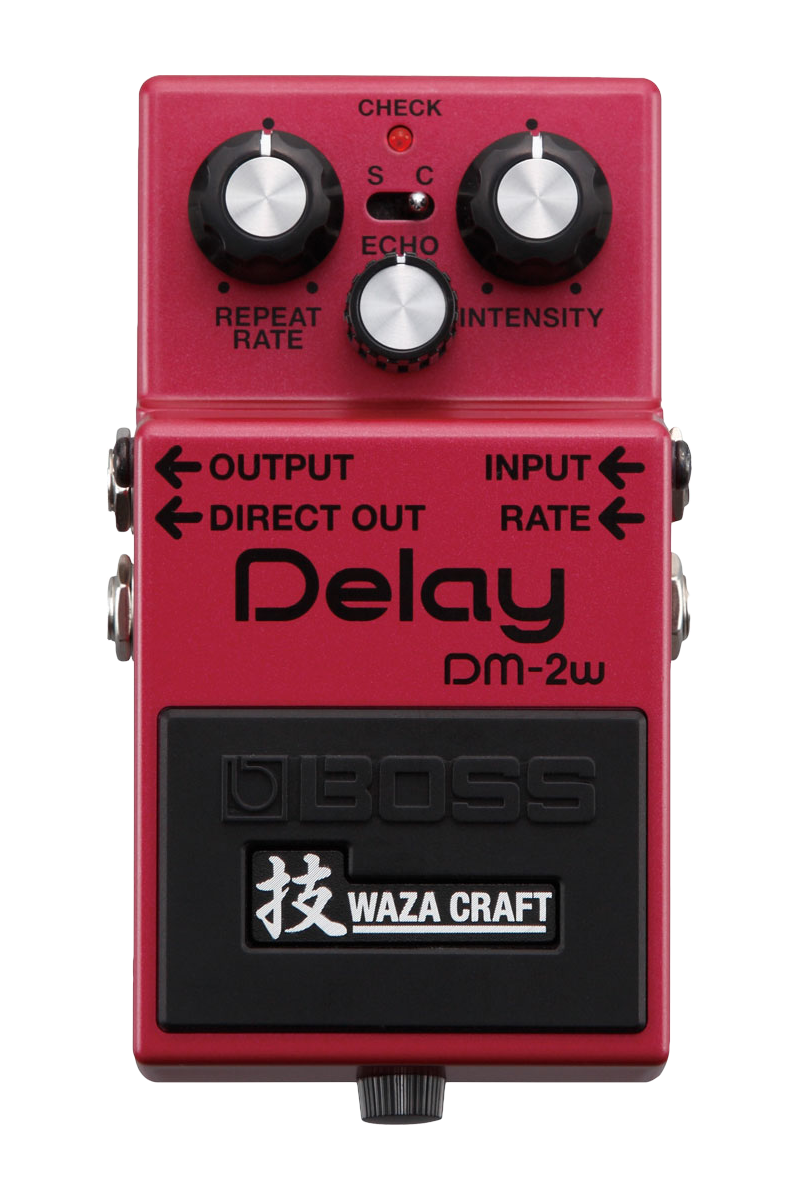 CHECK
S C
ECHO
REPEAT
RATE
INTENSITY
OUTPUT
INPUT
DIRECT OUT
RATE
Delay
DM-2w
BOSS
技 WAZA CRAFT